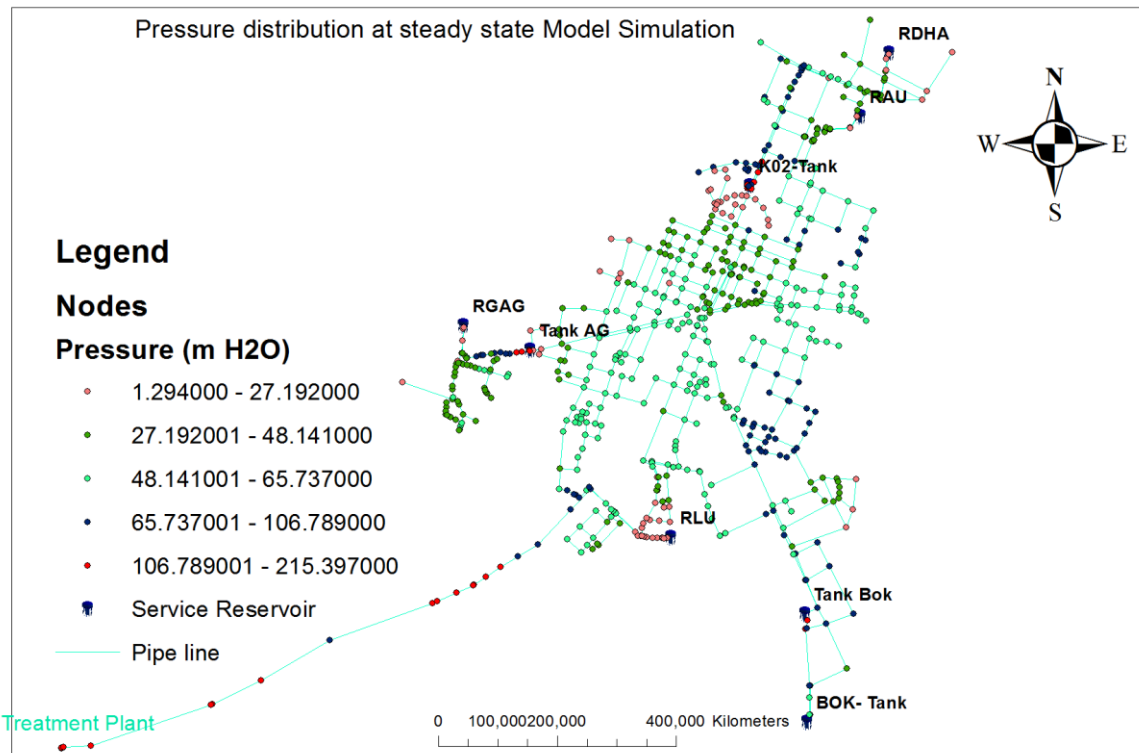 Pressure distribution at steady state Model Simulation
RDHA
RAU
N
W
E
S
K02-Tank
Legend
Nodes
Pressure (m H2O)
1.294000 - 27.192000
27.192001 - 48.141000
48.141001 - 65.737000
65.737001 - 106.789000
106.789001 - 215.397000
Service Reservoir
Pipe line
RGAG
Tank AG
RLU
Tank Bok
BOK- Tank
Treatment Plant
0 100,000200,000 400,000 Kilometers